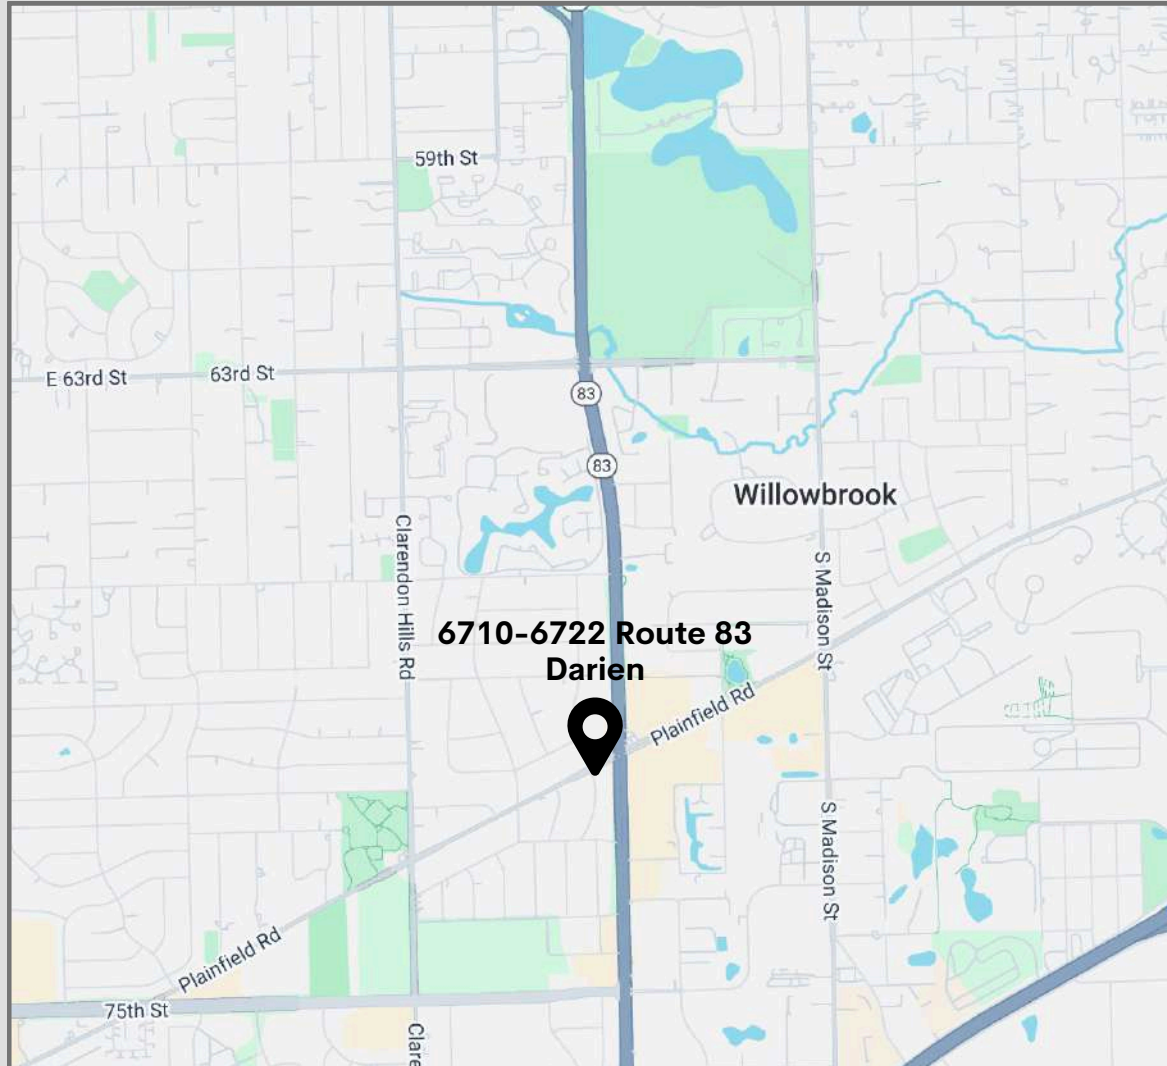 59th St
E 63rd St
63rd St
83
83
Willowbrook
Clarendon Hills Rd
S Madison St
6710-6722 Route 83
Darien
Plainfield Rd
S Madison St
Plainfield Rd
75th St
Clare